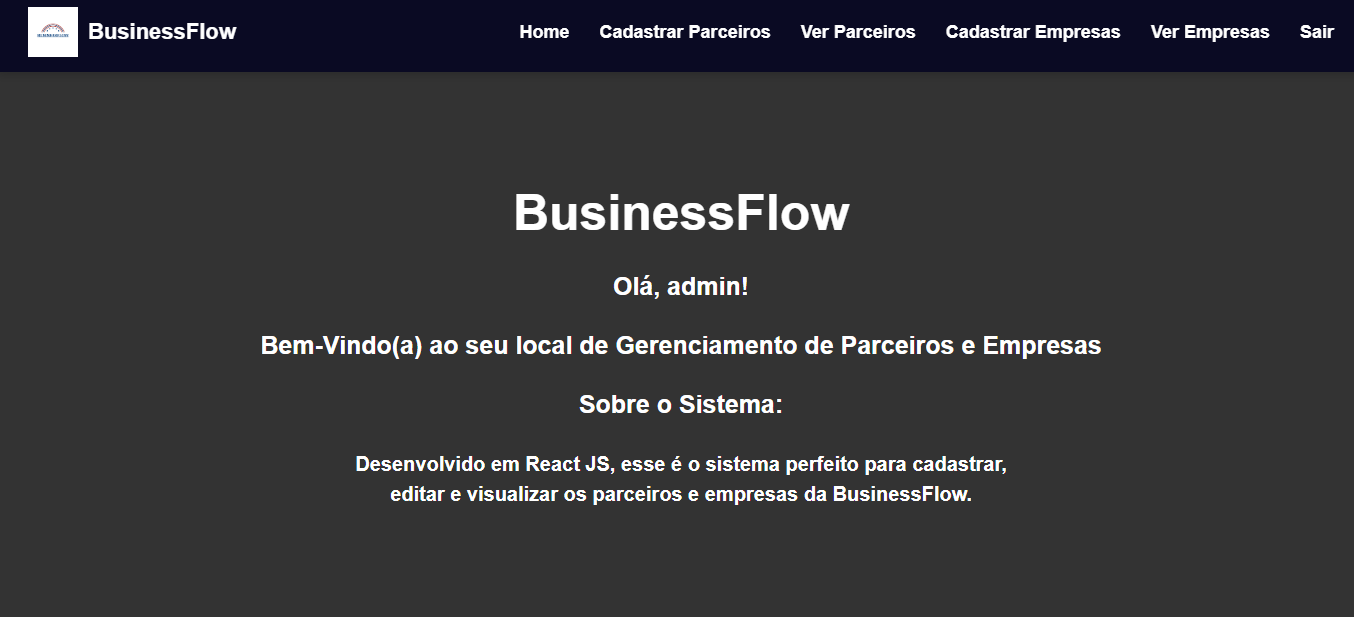 BusinessFlow
Home Cadastrar Parceiros Ver Parceiros Cadastrar Empresas Ver Empresas Sair
BusinessFlow
Olá, admin!
Bem-Vindo(a) ao seu local de Gerenciamento de Parceiros e Empresas
Sobre o Sistema:
Desenvolvido em React JS, esse é o sistema perfeito para cadastrar,
editar e visualizar os parceiros e empresas da BusinessFlow.